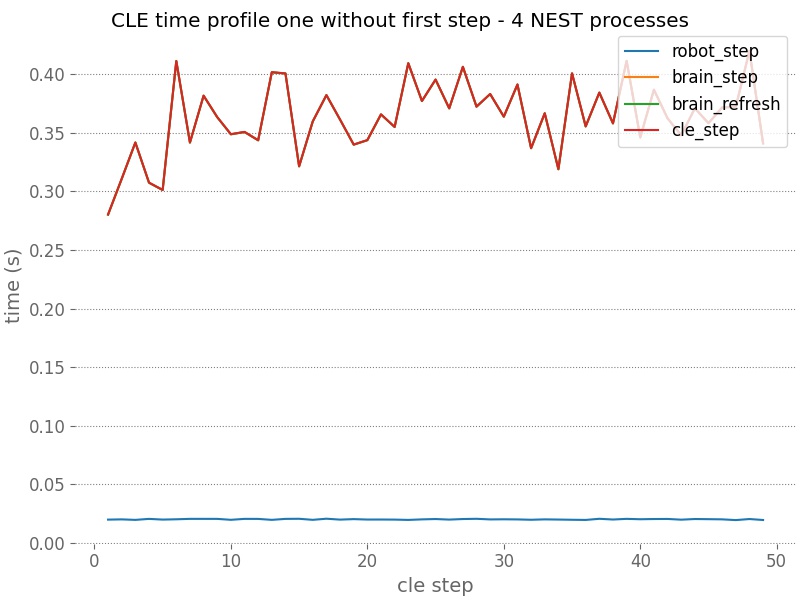 CLE time profile one without first step - 4 NEST processes
robot_step
brain_step
brain_refresh
cle_step
time (s)
0.40
0.35
0.30
0.25
0.20
0.15
0.10
0.05
0.00
0 10 20 30 40 50
cle step